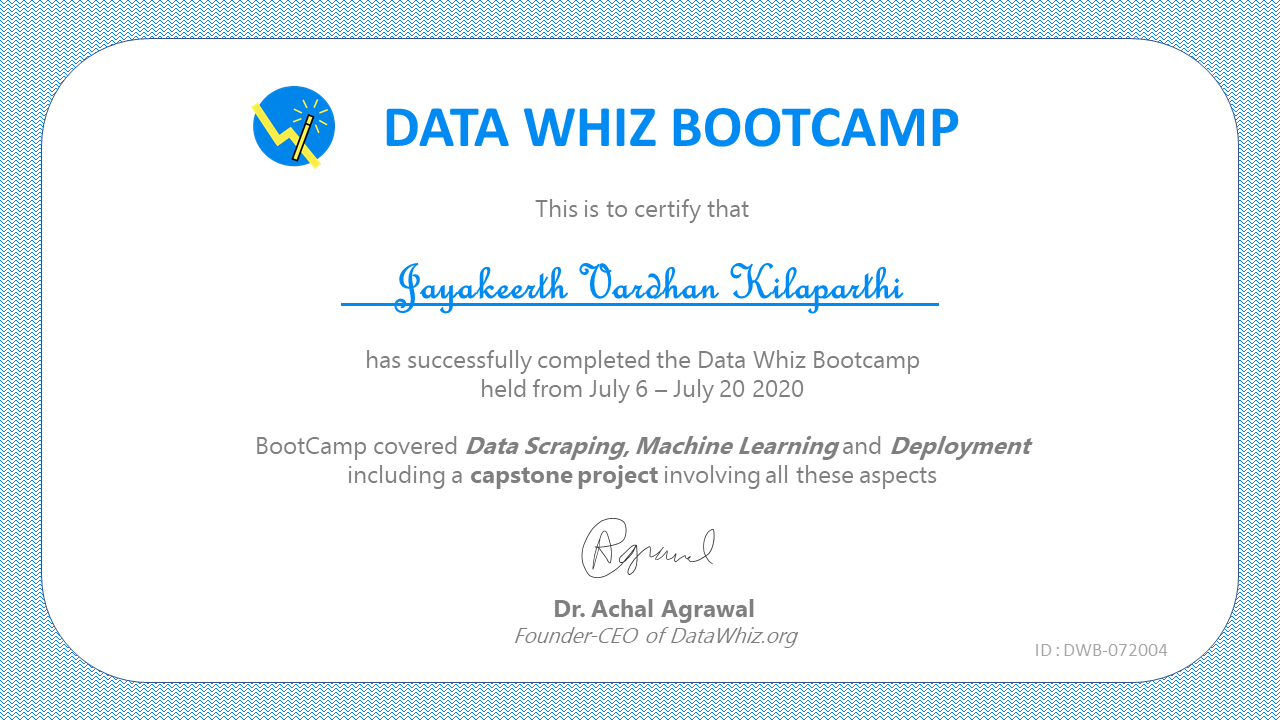 DATA WHIZ BOOTCAMP
This is to certify that
Jayakeerth Vardhan Kilaparthi
has successfully completed the Data Whiz Bootcamp
held from July 6 – July 20 2020
BootCamp covered Data Scraping, Machine Learning and Deployment
including a capstone project involving all these aspects
Agrawal
Dr. Achal Agrawal
Founder-CEO of DataWhiz.org
ID : DWB-072004